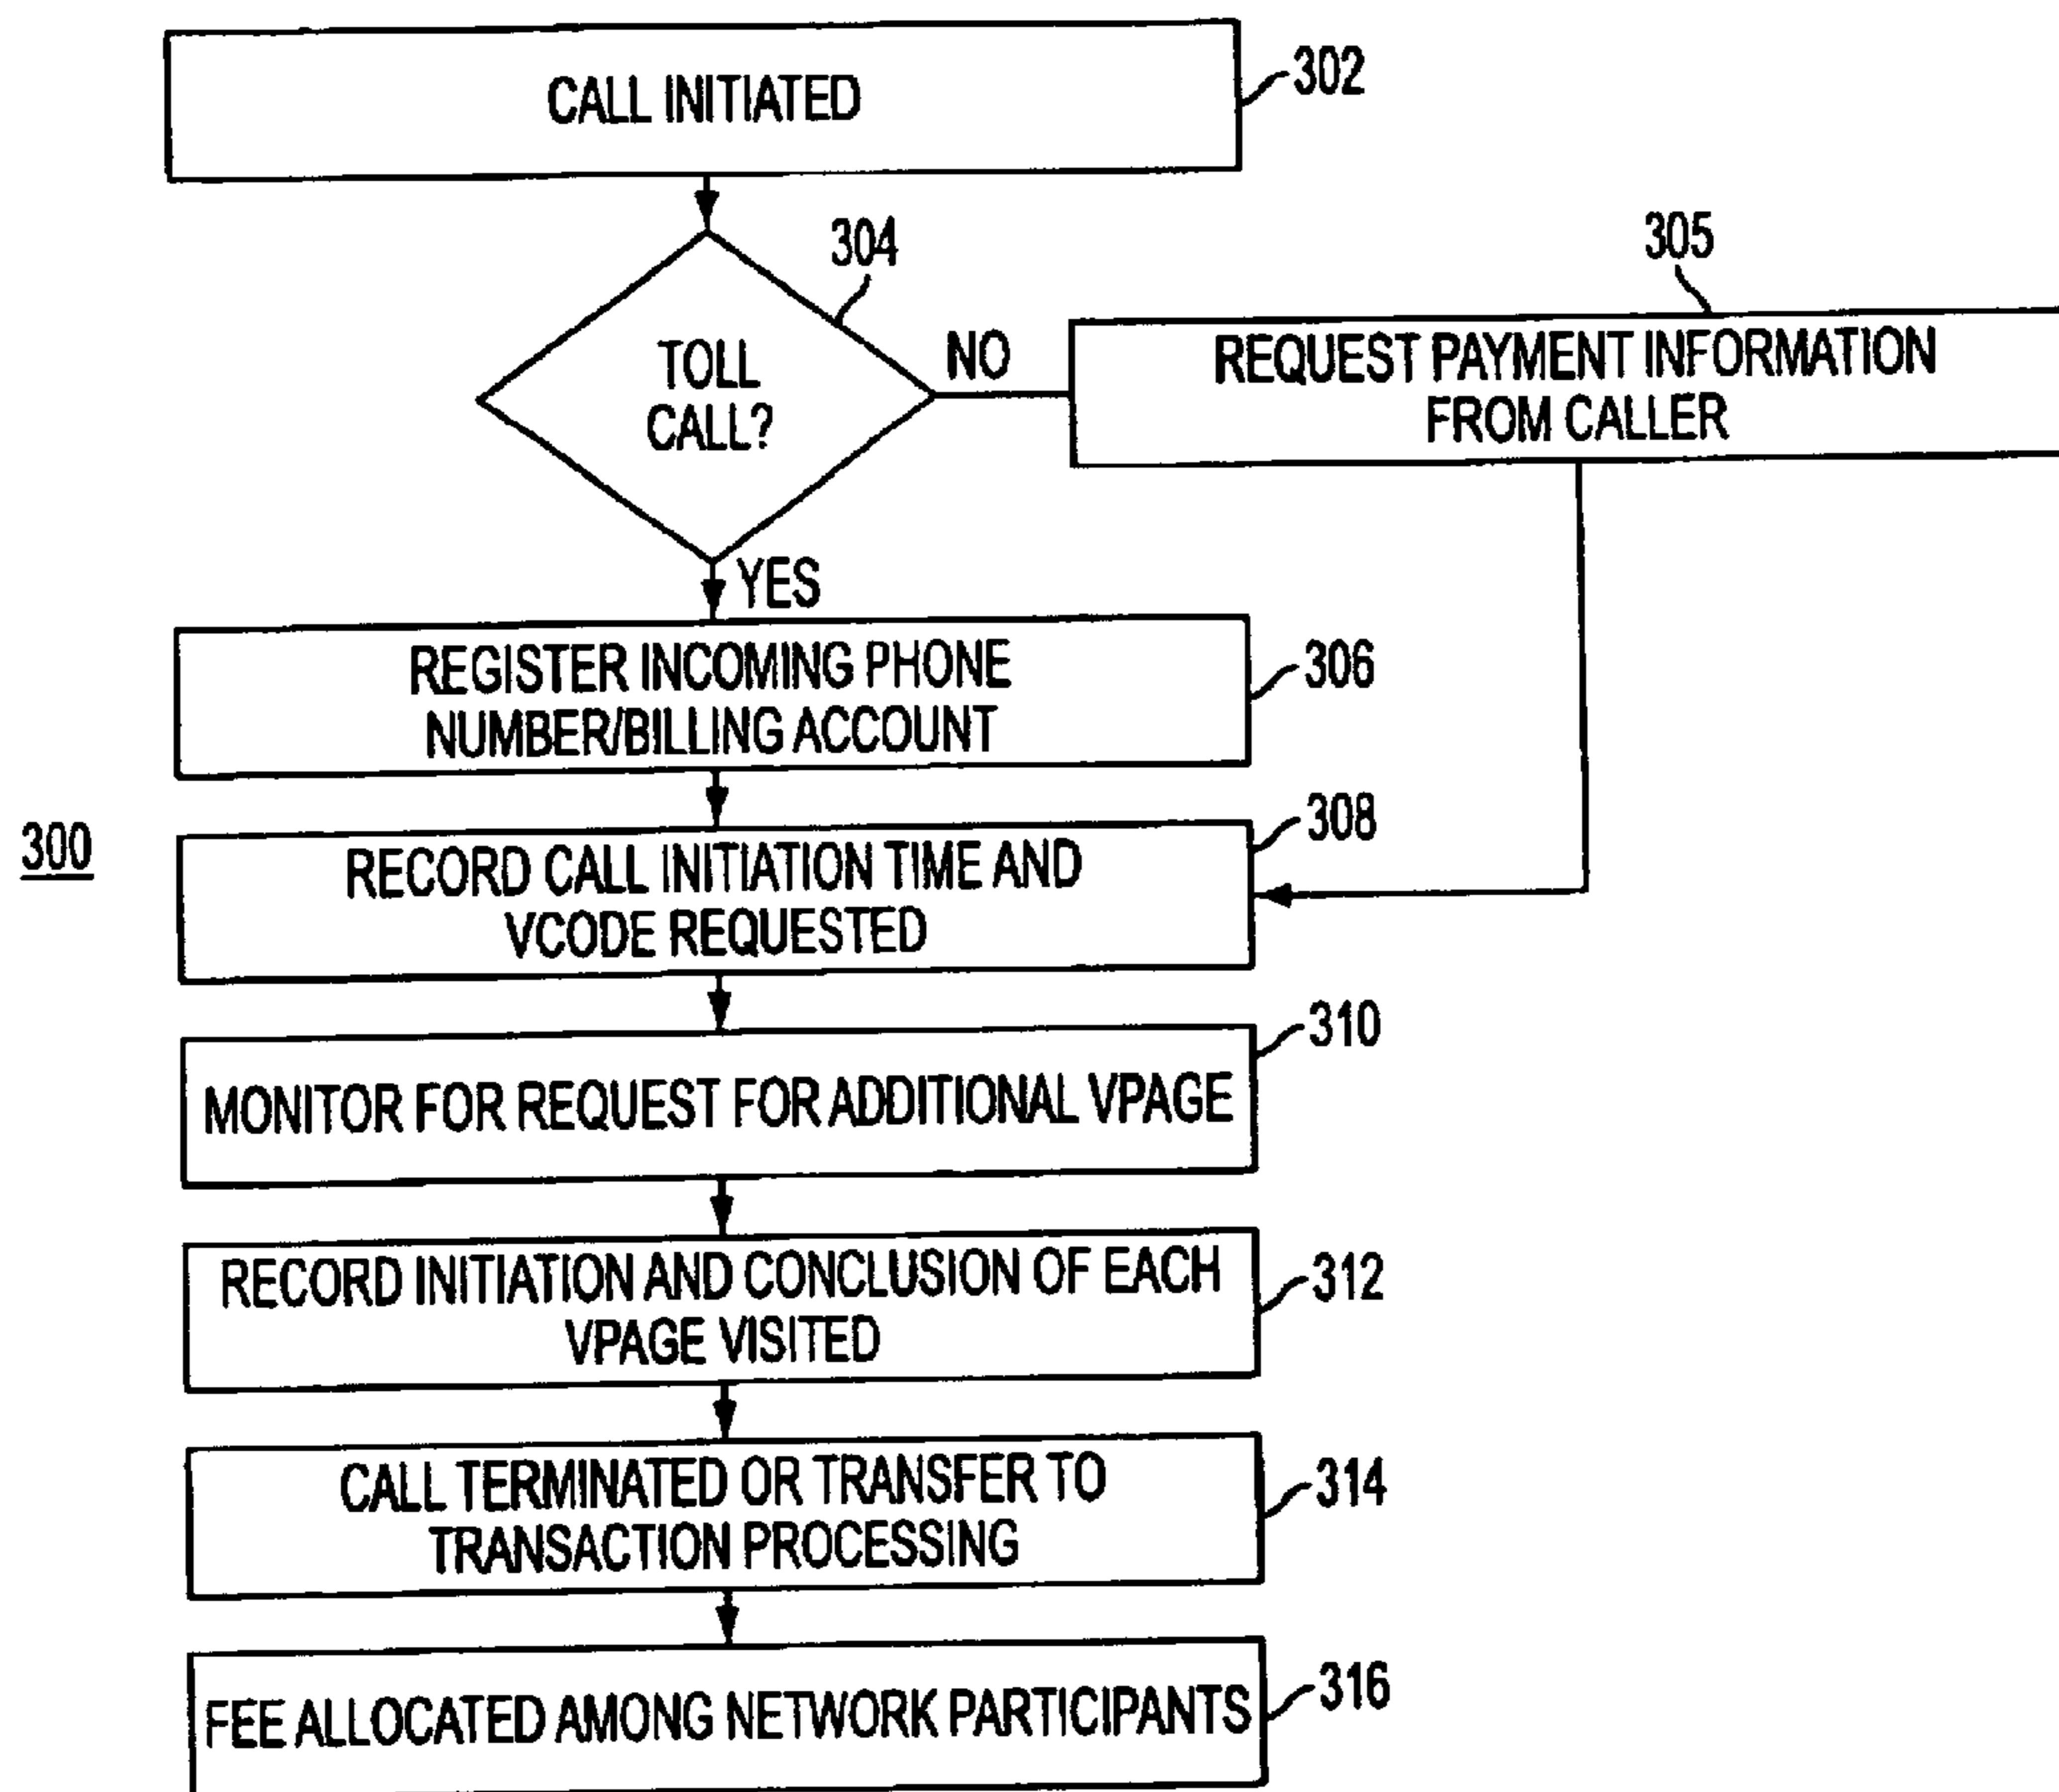 CALL INITIATED
302
304
305
TOLL
CALL?
NO
REQUEST PAYMENT INFORMATION
FROM CALLER
YES
REGISTER INCOMING PHONE
NUMBER/BILLING ACCOUNT
306
300
RECORD CALL INITIATION TIME AND
VCODE REQUESTED
308
MONITOR FOR REQUEST FOR ADDITIONAL VPAGE
310
RECORD INITIATION AND CONCLUSION OF EACH
VPAGE VISITED
312
CALL TERMINATED OR TRANSFER TO
TRANSACTION PROCESSING
314
FEE ALLOCATED AMONG NETWORK PARTICIPANTS
316